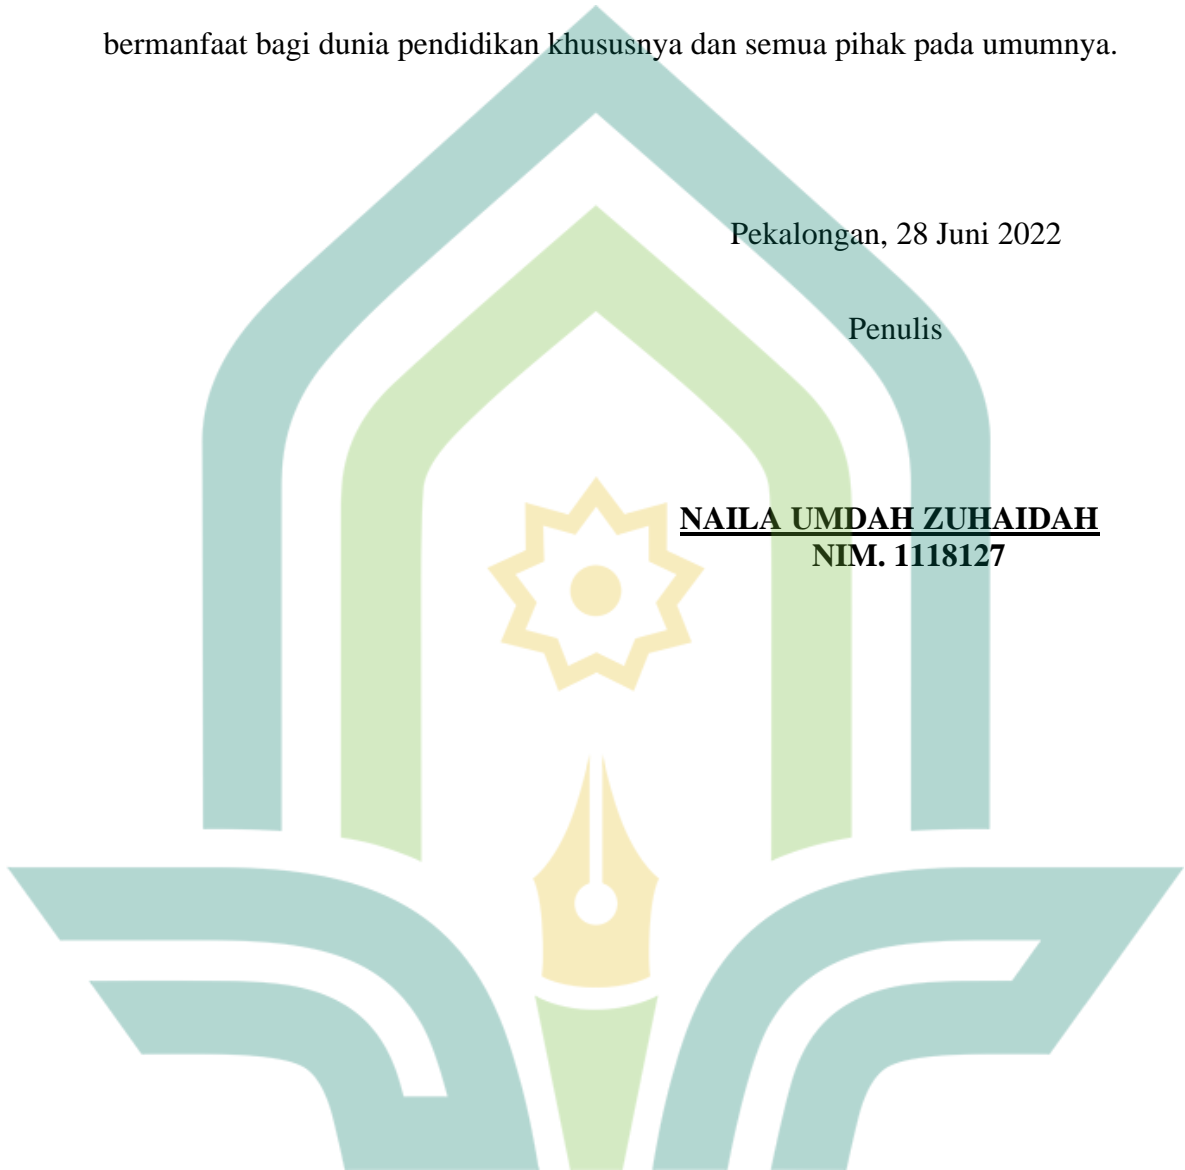 bermanfaat bagi dunia pendidikan khususnya dan semua pihak pada umumnya.
Pekalongan, 28 Juni 2022
Penulis
NAILA UMDAH ZUHAIDAH
NIM. 1118127